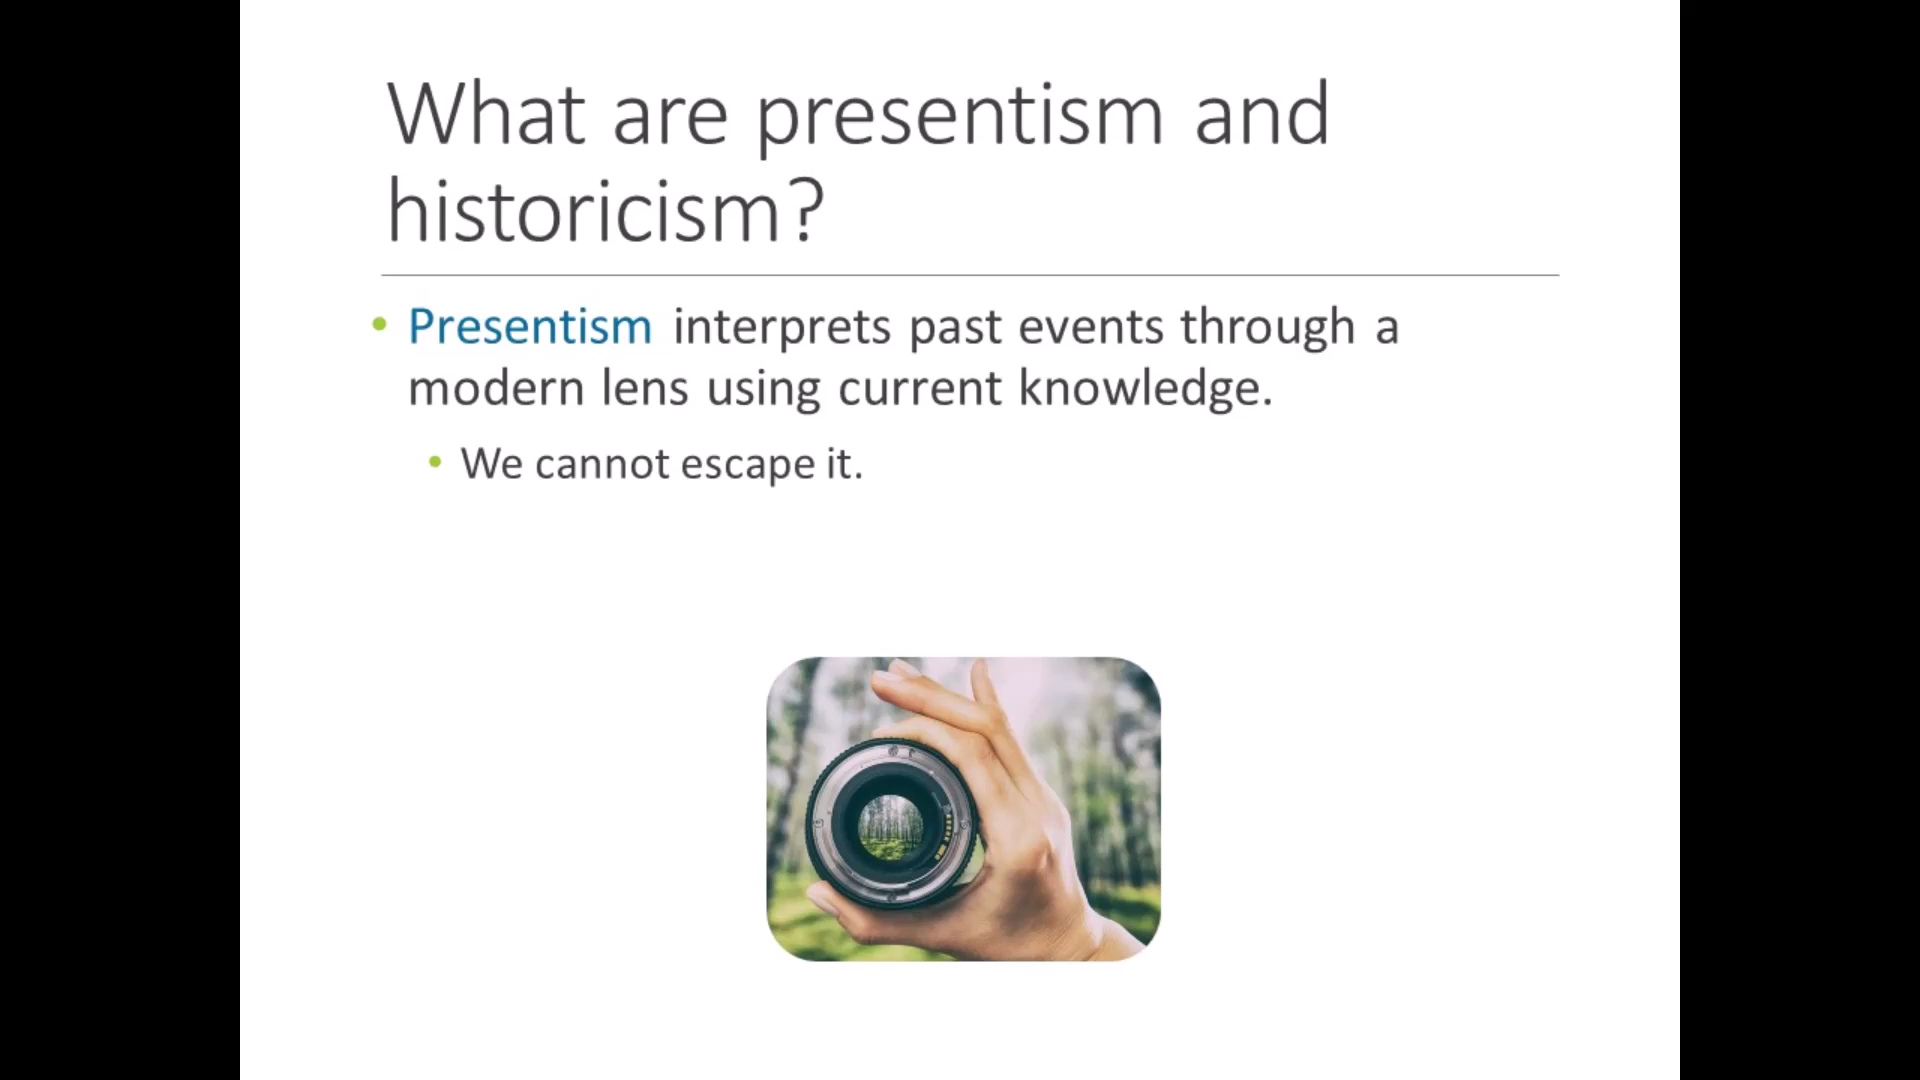 What are presentism and
historicism?
• Presentism interprets past events through a
modern lens using current knowledge.
• We cannot escape it.